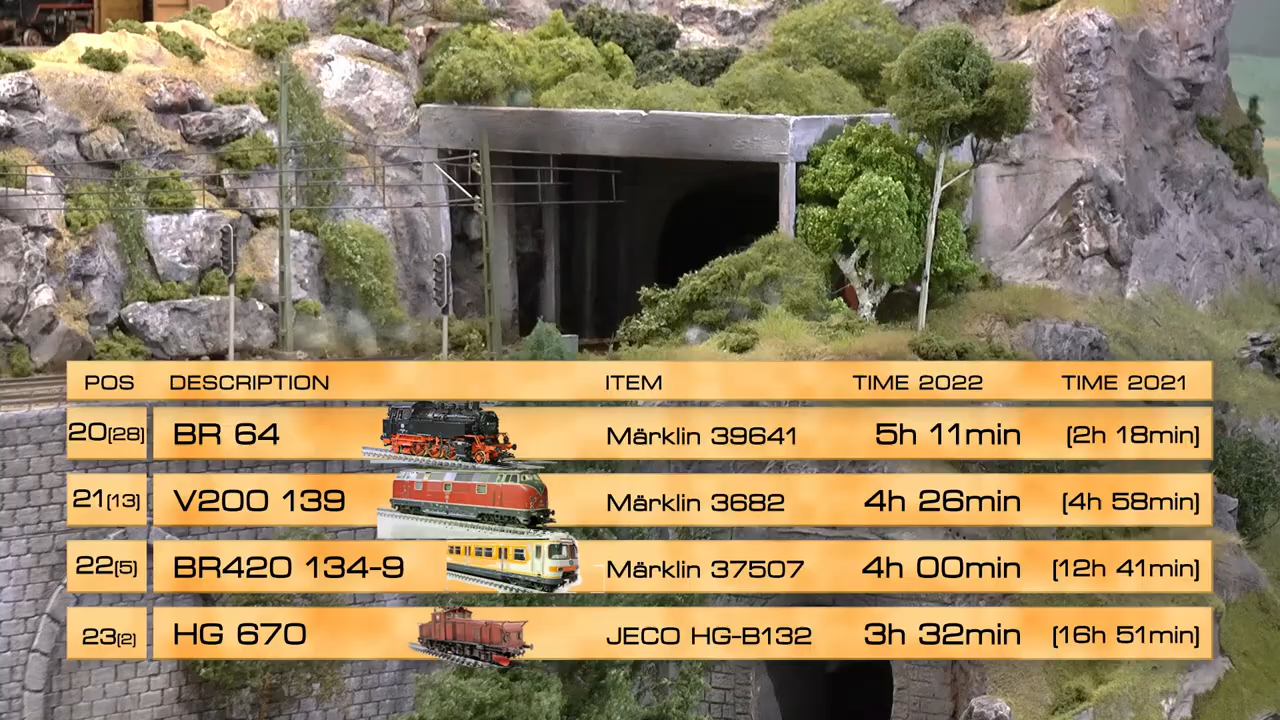 POS DESCRIPTION ITEM TIME 2022 TIME 2021
20[28] BR 64 Märklin 39641 5h 11min [2h 18min]
21[13] V200 139 Märklin 3682 4h 26min [4h 58min]
22[5] BR420 134-9 Märklin 37507 4h 00min [12h 41min]
23[2] HG 670 JECO HG-B132 3h 32min [16h 51min]